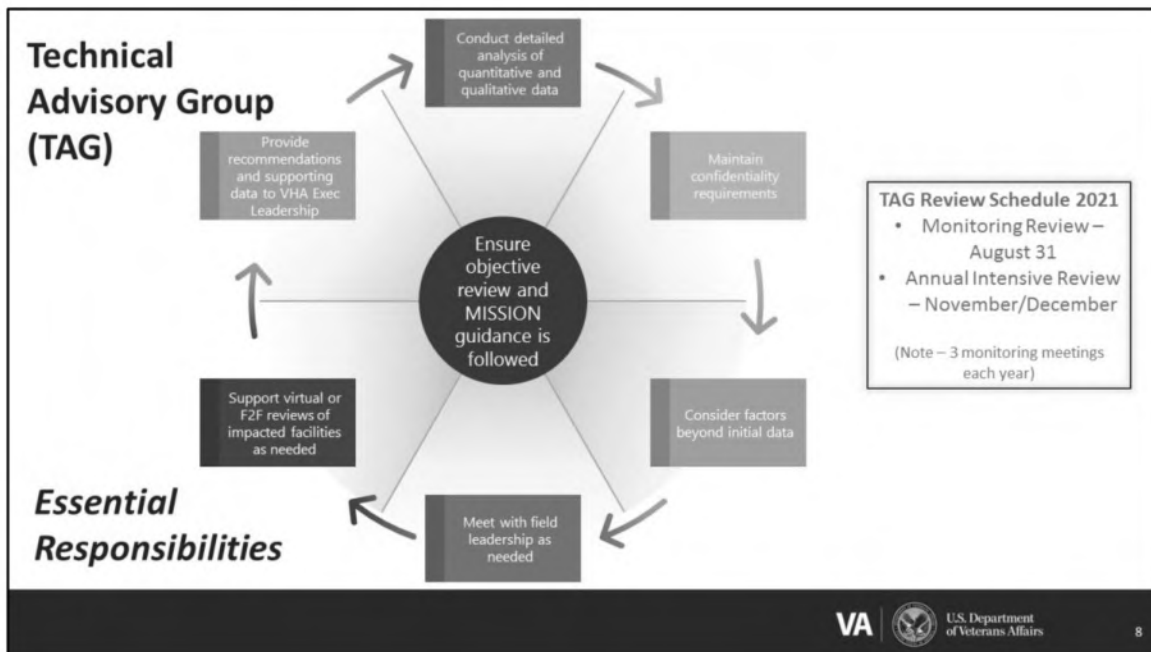 Technical
Advisory Group
(TAG)
Conduct detailed
analysis of
quantitative and
qualitative data
Maintain
confidentiality
requirements
Consider factors
beyond initial data
Meet with field
leadership as
needed
Support virtual or
F2F reviews of
impacted facilities
as needed
Provide
recommendations
and supporting
data to VHA Exec
Leadership
Ensure
objective
review and
MISSION
guidance is
followed
TAG Review Schedule 2021
• Monitoring Review –
August 31
• Annual Intensive Review
– November/December
(Note – 3 monitoring meetings
each year)
Essential
Responsibilities
VA
U.S. Department
of Veterans Affairs
8